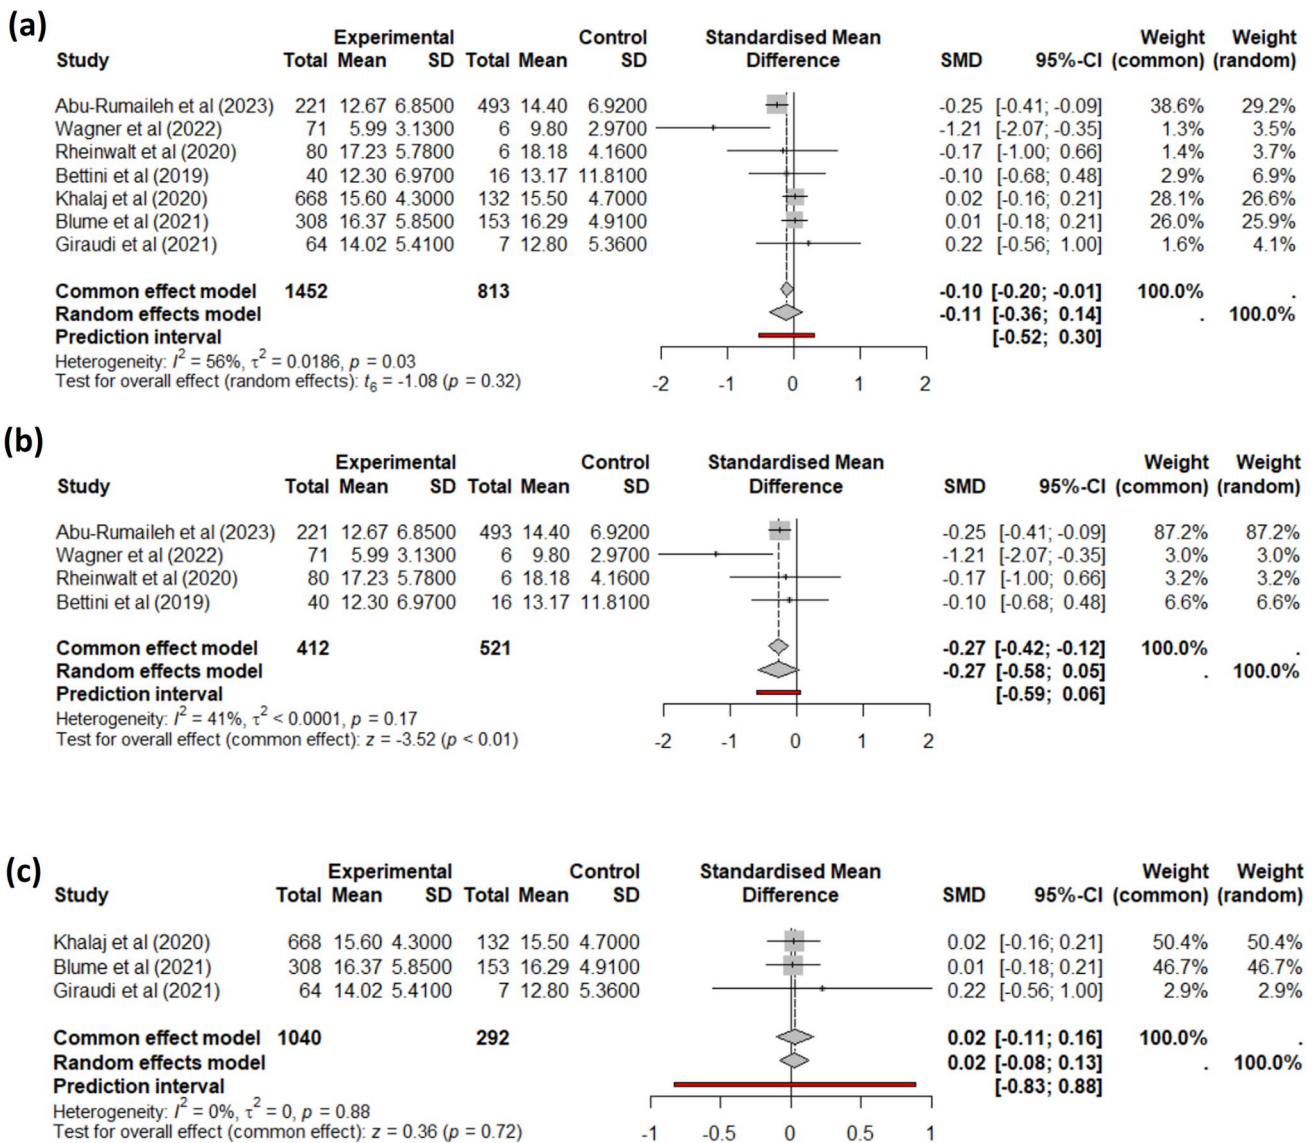 (a)
Experimental Control Standardised Mean Weight Weight
Study Total Mean SD Total Mean SD Difference SMD 95%-CI (common) (random)
Abu-Rumaileh et al (2023) 221 12.67 6.8500 493 14.40 6.9200 -0.25 [-0.41; -0.09] 38.6% 29.2%
Wagner et al (2022) 71 5.99 3.1300 6 9.80 2.9700 -1.21 [-2.07; -0.35] 1.3% 3.5%
Rheinwalt et al (2020) 80 17.23 5.7800 6 18.18 4.1600 -0.17 [-1.00; 0.66] 1.4% 3.7%
Bettini et al (2019) 40 12.30 6.9700 16 13.17 11.8100 -0.10 [-0.68; 0.48] 2.9% 6.9%
Khalaj et al (2020) 668 15.60 4.3000 132 15.50 4.7000 0.02 [-0.16; 0.21] 28.1% 26.6%
Blume et al (2021) 308 16.37 5.8500 153 16.29 4.9100 0.01 [-0.18; 0.21] 26.0% 25.9%
Giraudi et al (2021) 64 14.02 5.4100 7 12.80 5.3600 0.22 [-0.56; 1.00] 1.6% 4.1%
Common effect model 1452 813 -0.10 [-0.20; -0.01] 100.0% .
Random effects model -0.11 [-0.36; 0.14] . 100.0%
Prediction interval [-0.52; 0.30]
Heterogeneity: I² = 56%, τ² = 0.0186, p = 0.03
Test for overall effect (random effects): t₆ = -1.08 (p = 0.32)
-2 -1 0 1 2
(b)
Experimental Control Standardised Mean Weight Weight
Study Total Mean SD Total Mean SD Difference SMD 95%-CI (common) (random)
Abu-Rumaileh et al (2023) 221 12.67 6.8500 493 14.40 6.9200 -0.25 [-0.41; -0.09] 87.2% 87.2%
Wagner et al (2022) 71 5.99 3.1300 6 9.80 2.9700 -1.21 [-2.07; -0.35] 3.0% 3.0%
Rheinwalt et al (2020) 80 17.23 5.7800 6 18.18 4.1600 -0.17 [-1.00; 0.66] 3.2% 3.2%
Bettini et al (2019) 40 12.30 6.9700 16 13.17 11.8100 -0.10 [-0.68; 0.48] 6.6% 6.6%
Common effect model 412 521 -0.27 [-0.42; -0.12] 100.0% .
Random effects model -0.27 [-0.58; 0.05] . 100.0%
Prediction interval [-0.59; 0.06]
Heterogeneity: I² = 41%, τ² < 0.0001, p = 0.17
Test for overall effect (common effect): z = -3.52 (p < 0.01)
-2 -1 0 1 2
(c)
Experimental Control Standardised Mean Weight Weight
Study Total Mean SD Total Mean SD Difference SMD 95%-CI (common) (random)
Khalaj et al (2020) 668 15.60 4.3000 132 15.50 4.7000 0.02 [-0.16; 0.21] 50.4% 50.4%
Blume et al (2021) 308 16.37 5.8500 153 16.29 4.9100 0.01 [-0.18; 0.21] 46.7% 46.7%
Giraudi et al (2021) 64 14.02 5.4100 7 12.80 5.3600 0.22 [-0.56; 1.00] 2.9% 2.9%
Common effect model 1040 292 0.02 [-0.11; 0.16] 100.0% .
Random effects model 0.02 [-0.08; 0.13] . 100.0%
Prediction interval [-0.83; 0.88]
Heterogeneity: I² = 0%, τ² = 0, p = 0.88
Test for overall effect (common effect): z = 0.36 (p = 0.72)
-1 -0.5 0 0.5 1